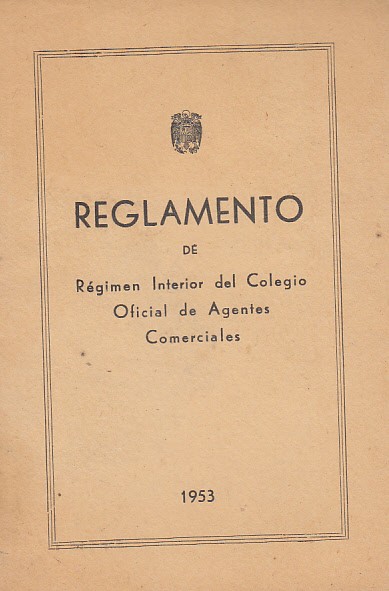 REGLAMENTO
DE
Régimen Interior del Colegio
Oficial de Agentes
Comerciales
1953